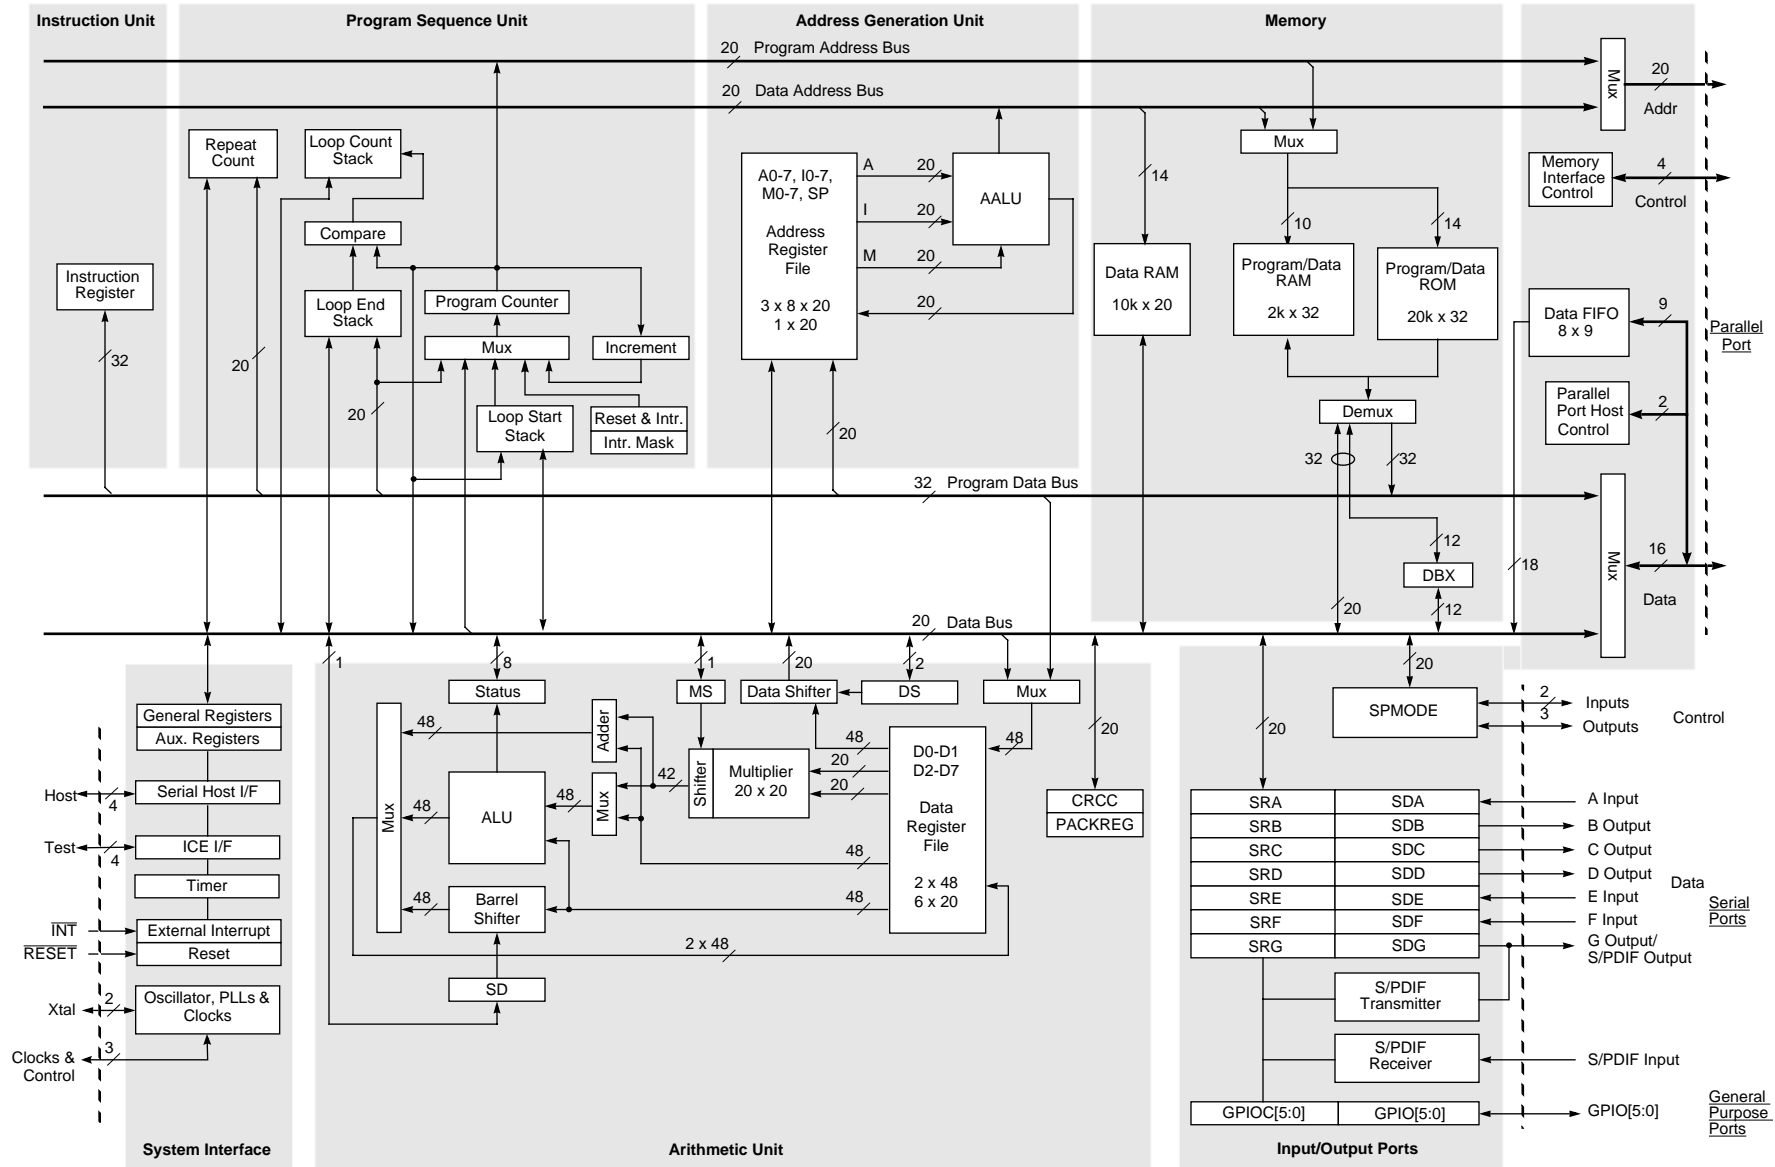 Instruction Unit
Program Sequence Unit
Address Generation Unit
Memory
20 Program Address Bus
20 Data Address Bus
Mux
20
Addr
Repeat
Count
Loop Count
Stack
Compare
Instruction
Register
32
20
Loop End
Stack
Program Counter
Mux
Increment
20
Loop Start
Stack
Reset & Intr.
Intr. Mask
A0-7, I0-7,
M0-7, SP
Address
Register
File
3 x 8 x 20
1 x 20
A
20
I
20
M
20
20
AALU
20
14
Mux
10
14
Data RAM
10k x 20
Program/Data
RAM
2k x 32
Program/Data
ROM
20k x 32
Demux
32
32
12
DBX
20
12
Memory
Interface
Control
4
Control
Data FIFO
8 x 9
9
Parallel
Port
Parallel
Port Host
Control
2
18
Mux
16
Data
32 Program Data Bus
20 Data Bus
1
8
1
20
2
General Registers
Aux. Registers
Host
4
Serial Host I/F
Test
4
ICE I/F
Timer
INT
External Interrupt
RESET
Reset
Xtal
2
Oscillator, PLLs &
Clocks
Clocks &
Control
3
System Interface
Status
MS
Data Shifter
DS
Mux
Mux
48
Adder
48
48
D0-D1
D2-D7
Data
Register
File
2 x 48
6 x 20
20
20
Multiplier
20 x 20
Shifter
42
Mux
48
ALU
48
48
Barrel
Shifter
48
48
2 x 48
SD
20
CRCC
PACKREG
Arithmetic Unit
20
20
SPMODE
2
Inputs
3
Outputs
Control
SRA
SDA
A Input
SRB
SDB
B Output
SRC
SDC
C Output
SRD
SDD
D Output
Data
SRE
SDE
E Input
Serial
Ports
SRF
SDF
F Input
SRG
SDG
G Output/
S/PDIF Output
S/PDIF
Transmitter
S/PDIF
Receiver
S/PDIF Input
GPIOC[5:0]
GPIO[5:0]
GPIO[5:0]
General
Purpose
Ports
Input/Output Ports